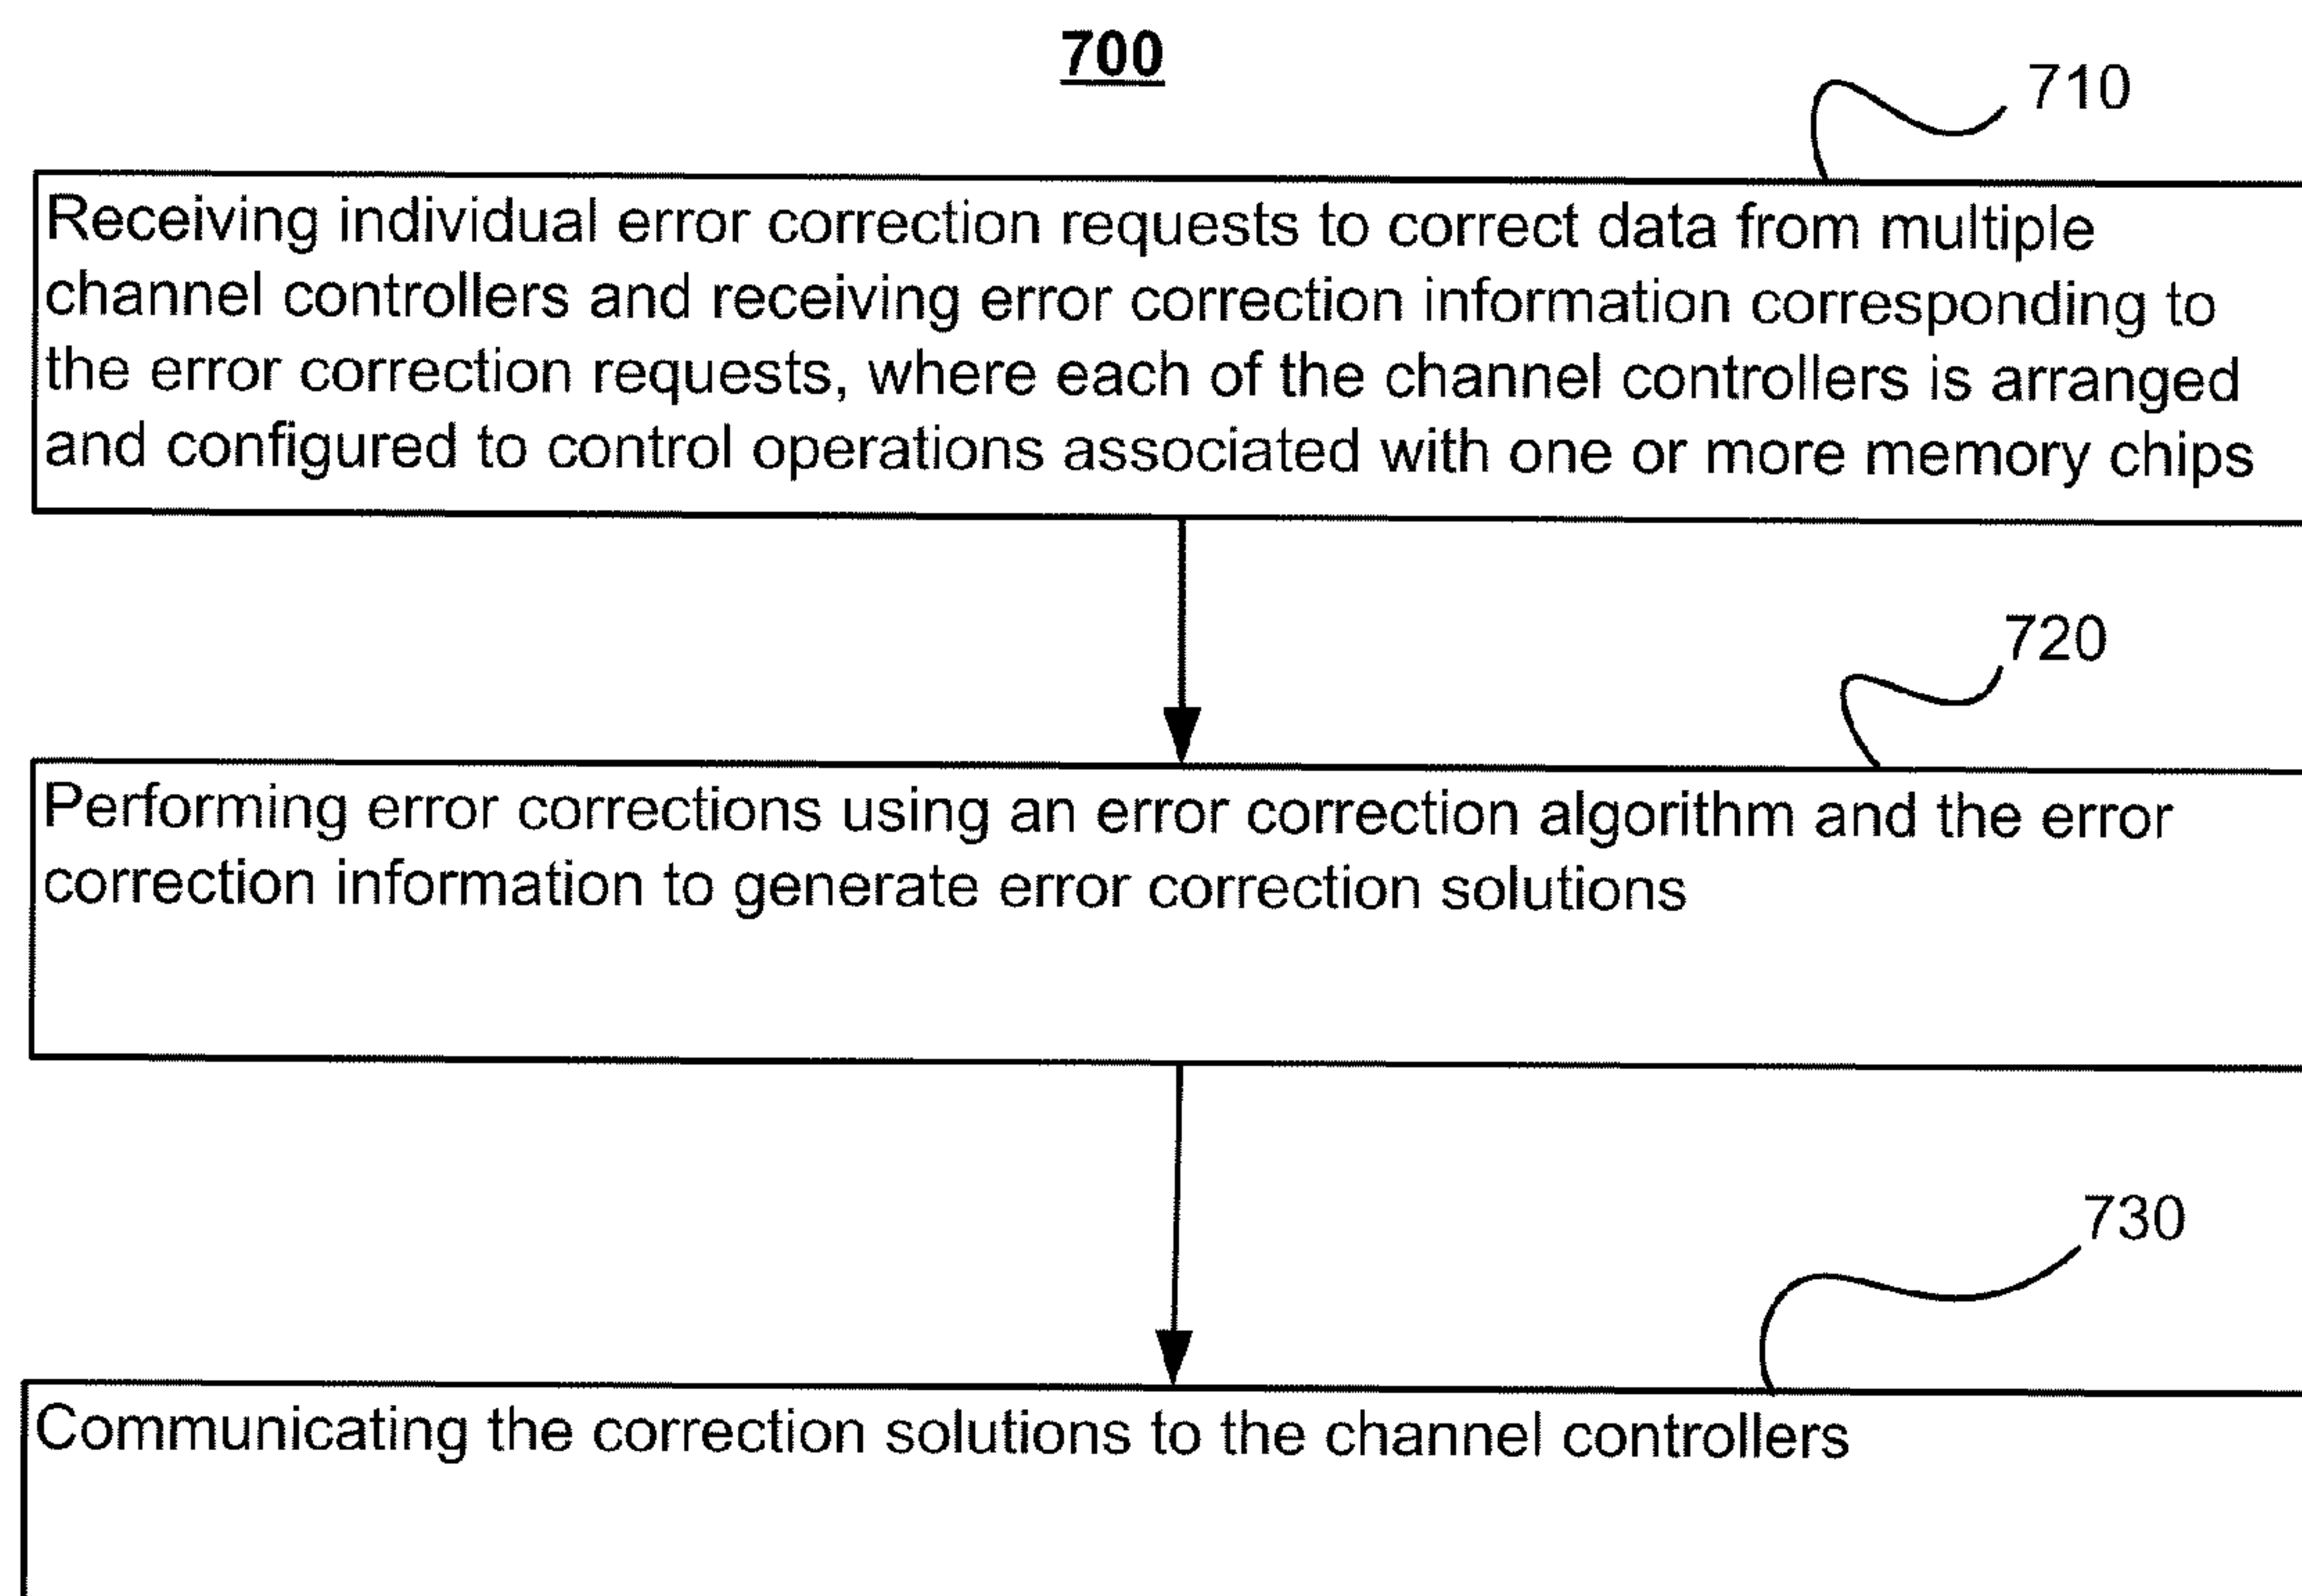 700
710
Receiving individual error correction requests to correct data from multiple
channel controllers and receiving error correction information corresponding to
the error correction requests, where each of the channel controllers is arranged
and configured to control operations associated with one or more memory chips
720
Performing error corrections using an error correction algorithm and the error
correction information to generate error correction solutions
730
Communicating the correction solutions to the channel controllers